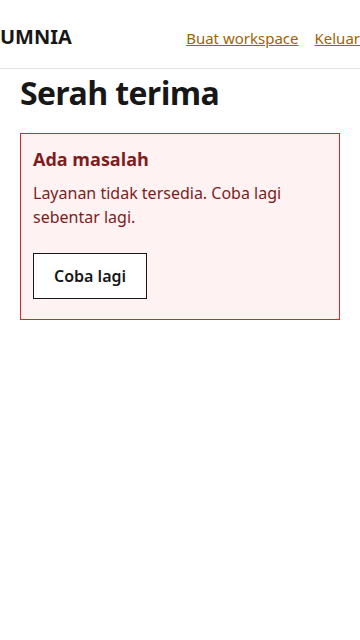 UMNIA
Buat workspace
Keluar
Serah terima
Ada masalah
Layanan tidak tersedia. Coba lagi
sebentar lagi.
Coba lagi